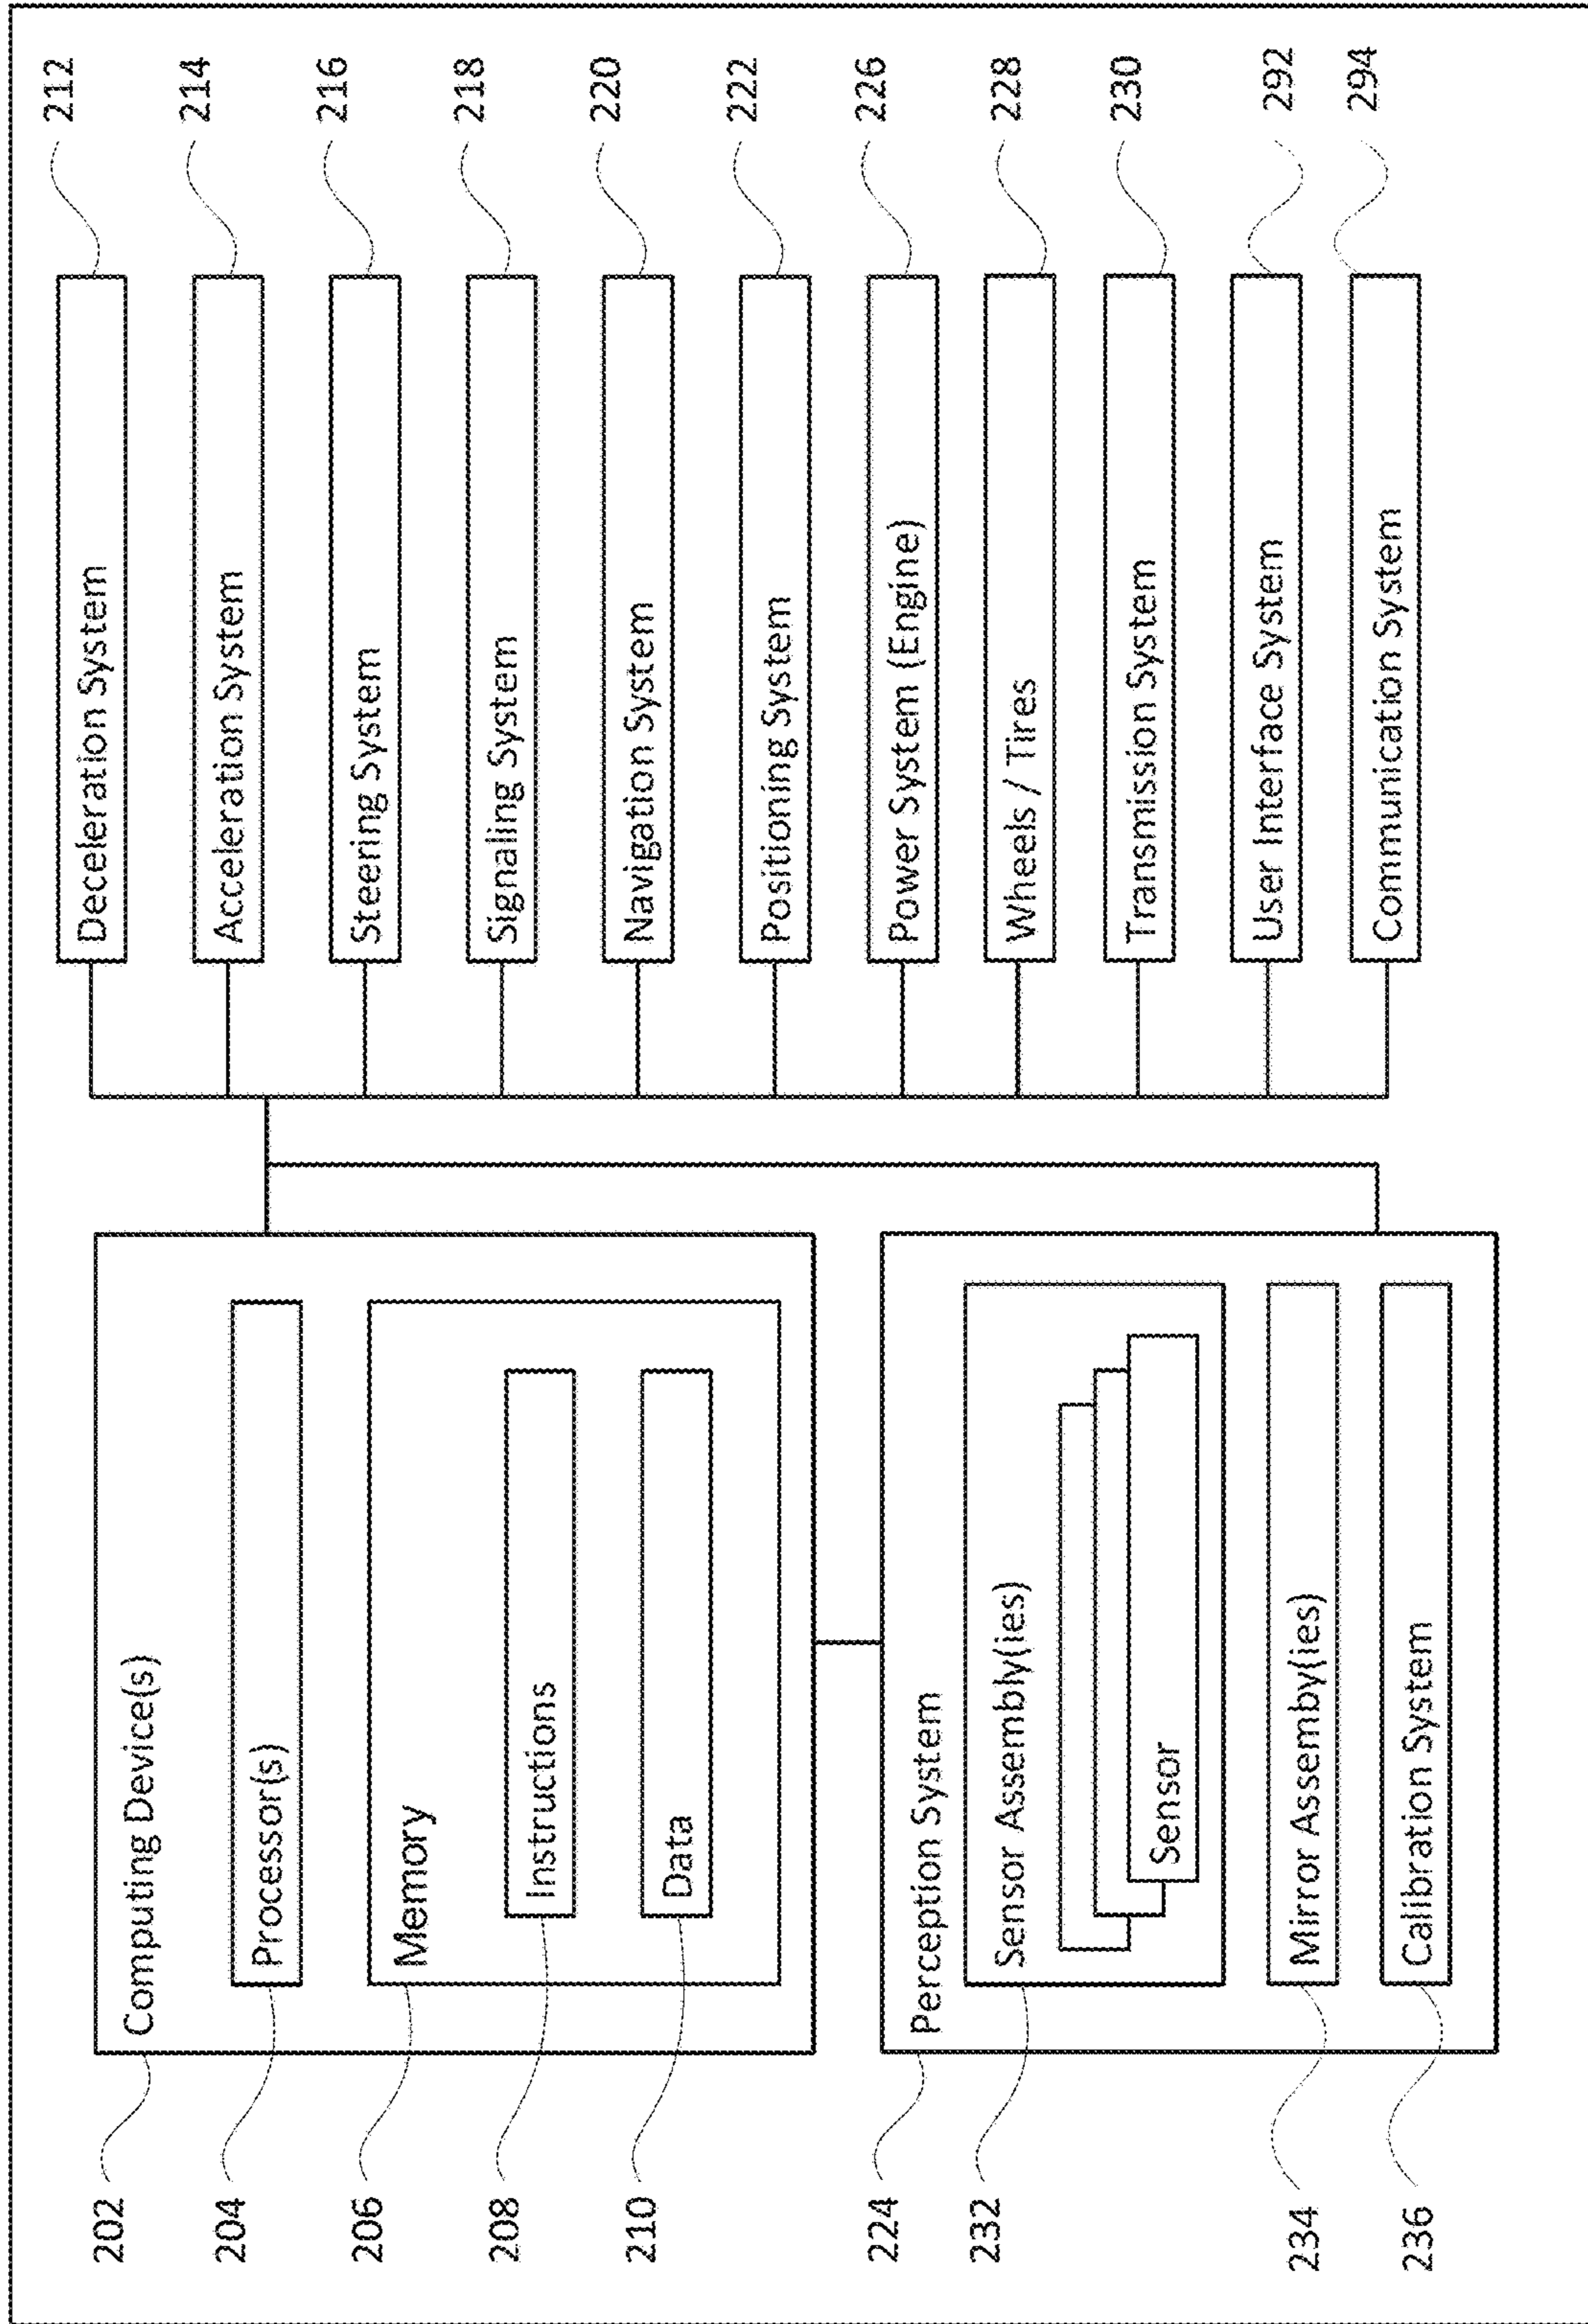 202
Computing Device(s)
204
Processor(s)
206
Memory
208
Instructions
210
Data
224
Perception System
232
Sensor Assembly(ies)
Sensor
234
Mirror Assemby(ies)
236
Calibration System
Deceleration System
212
Acceleration System
214
Steering System
216
Signaling System
218
Navigation System
220
Positioning System
222
Power System (Engine)
226
Wheels / Tires
228
Transmission System
230
User Interface System
292
Communication System
294